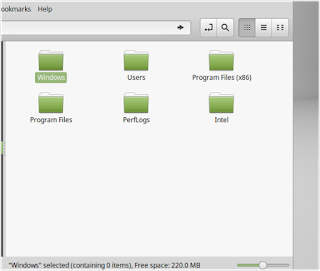 ookmarks Help
Windows Users Program Files (x86)
Program Files PerfLogs Intel
"Windows" selected (containing 0 items), Free space: 220.0 MB